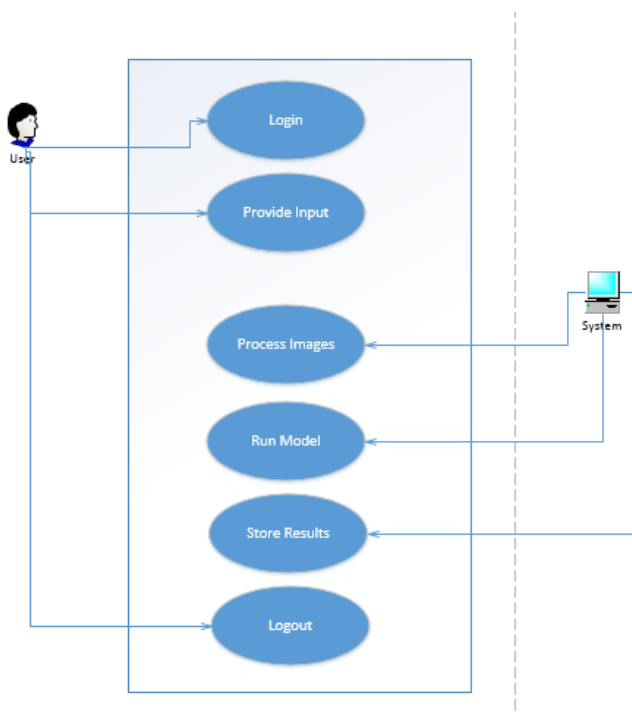 Login
User
Provide Input
Process Images
System
Run Model
Store Results
Logout